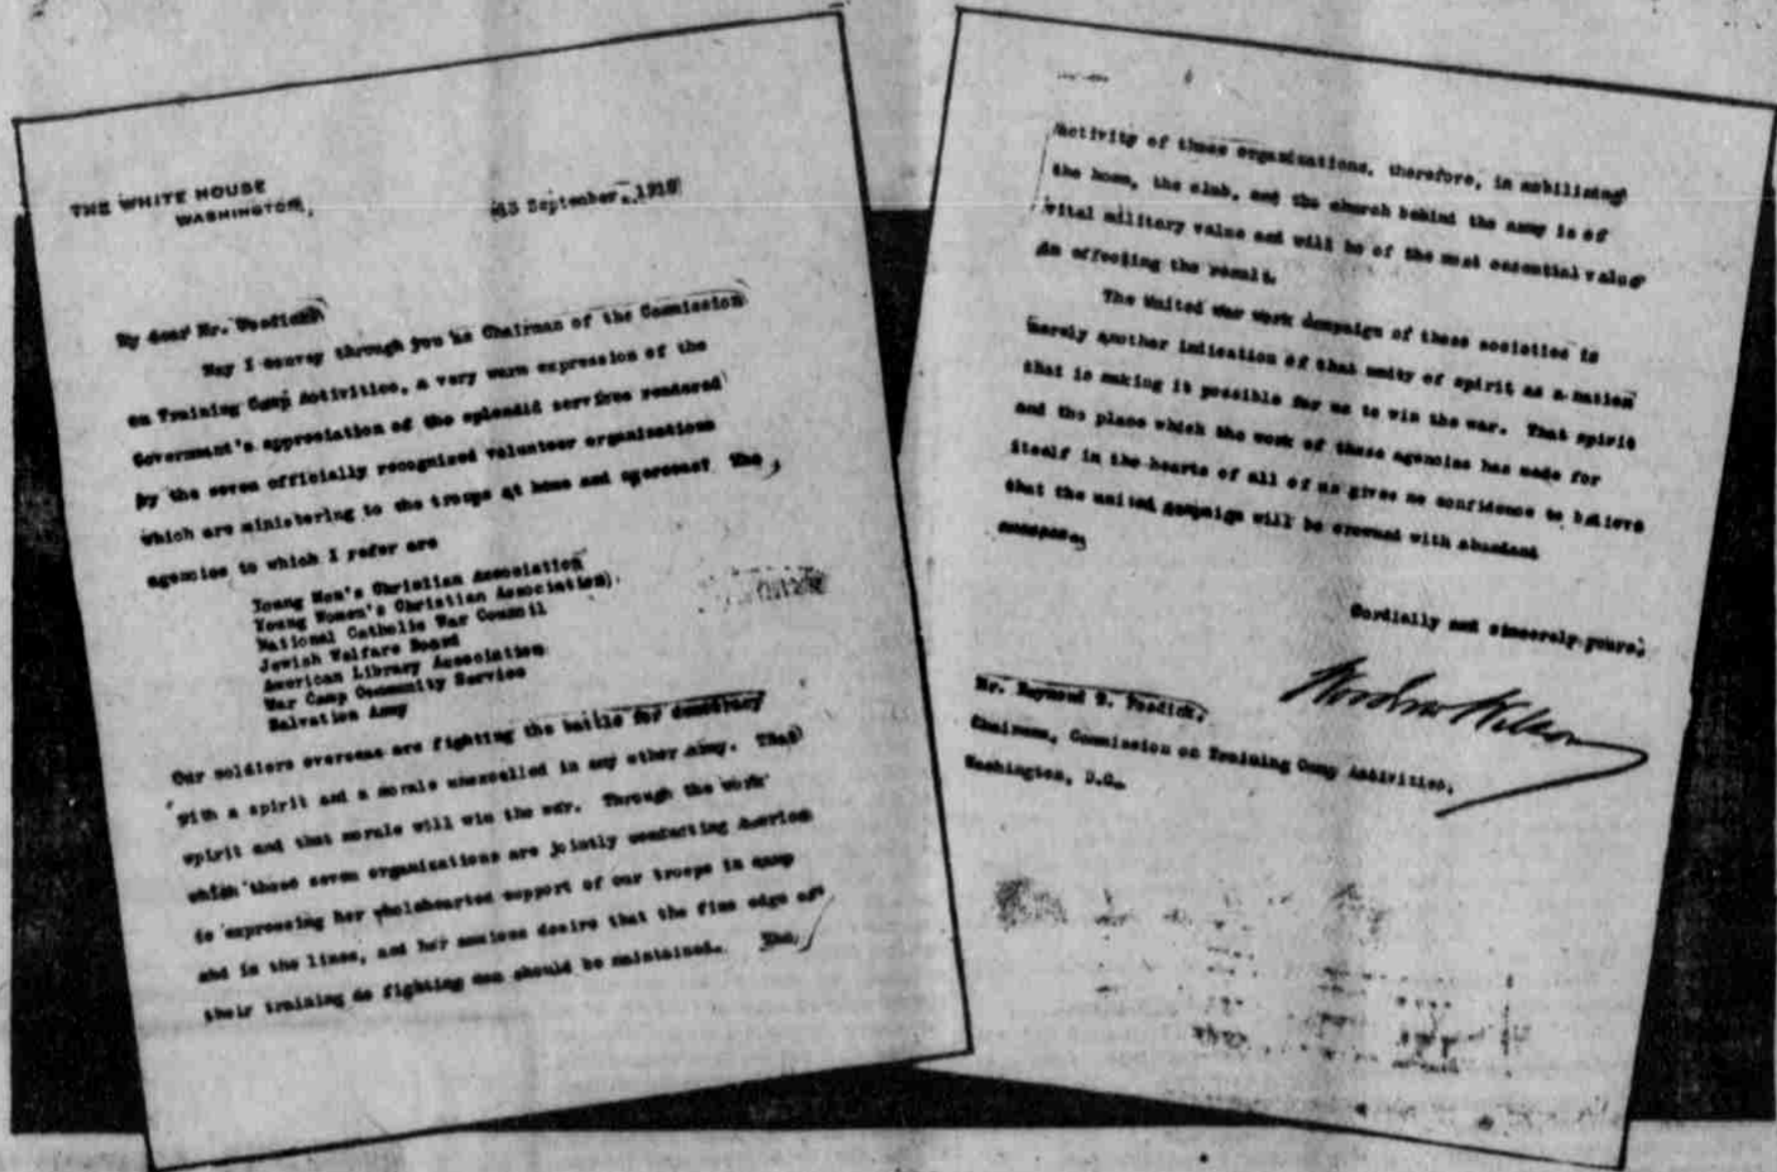 THE WHITE HOUSE
WASHINGTON,
13 September, 1918
My dear Mr. Fosdick
May I convey through you as Chairman of the Commission
on Training Camp Activities, a very warm expression of the
Government's appreciation of the splendid services rendered
by the seven officially recognized volunteer organizations
which are ministering to the troops at home and overseas? The
agencies to which I refer are
Young Men's Christian Association
Young Women's Christian Association
National Catholic War Council
Jewish Welfare Board
American Library Association
War Camp Community Service
Salvation Army
Our soldiers overseas are fighting the battle for democracy
with a spirit and a morale unexcelled in any other army. That
spirit and that morale will win the war. Through the work
which these seven organizations are jointly conducting America
is expressing her wholehearted support of our troops in camp
and in the lines, and her anxious desire that the fine edge of
their training as fighting men should be maintained. The
activity of these organizations, therefore, in mobilizing
the home, the club, and the church behind the army is of
vital military value and will be of the most essential value
in effecting the result.
The United War Work Campaign of these societies is
merely another indication of that unity of spirit as a nation
that is making it possible for us to win the war. That spirit
and the place which the work of these agencies has made for
itself in the hearts of all of us gives me confidence to believe
that the united campaign will be crowned with abundant
success.
Cordially and sincerely yours,
Woodrow Wilson
Mr. Raymond B. Fosdick,
Chairman, Commission on Training Camp Activities,
Washington, D.C.